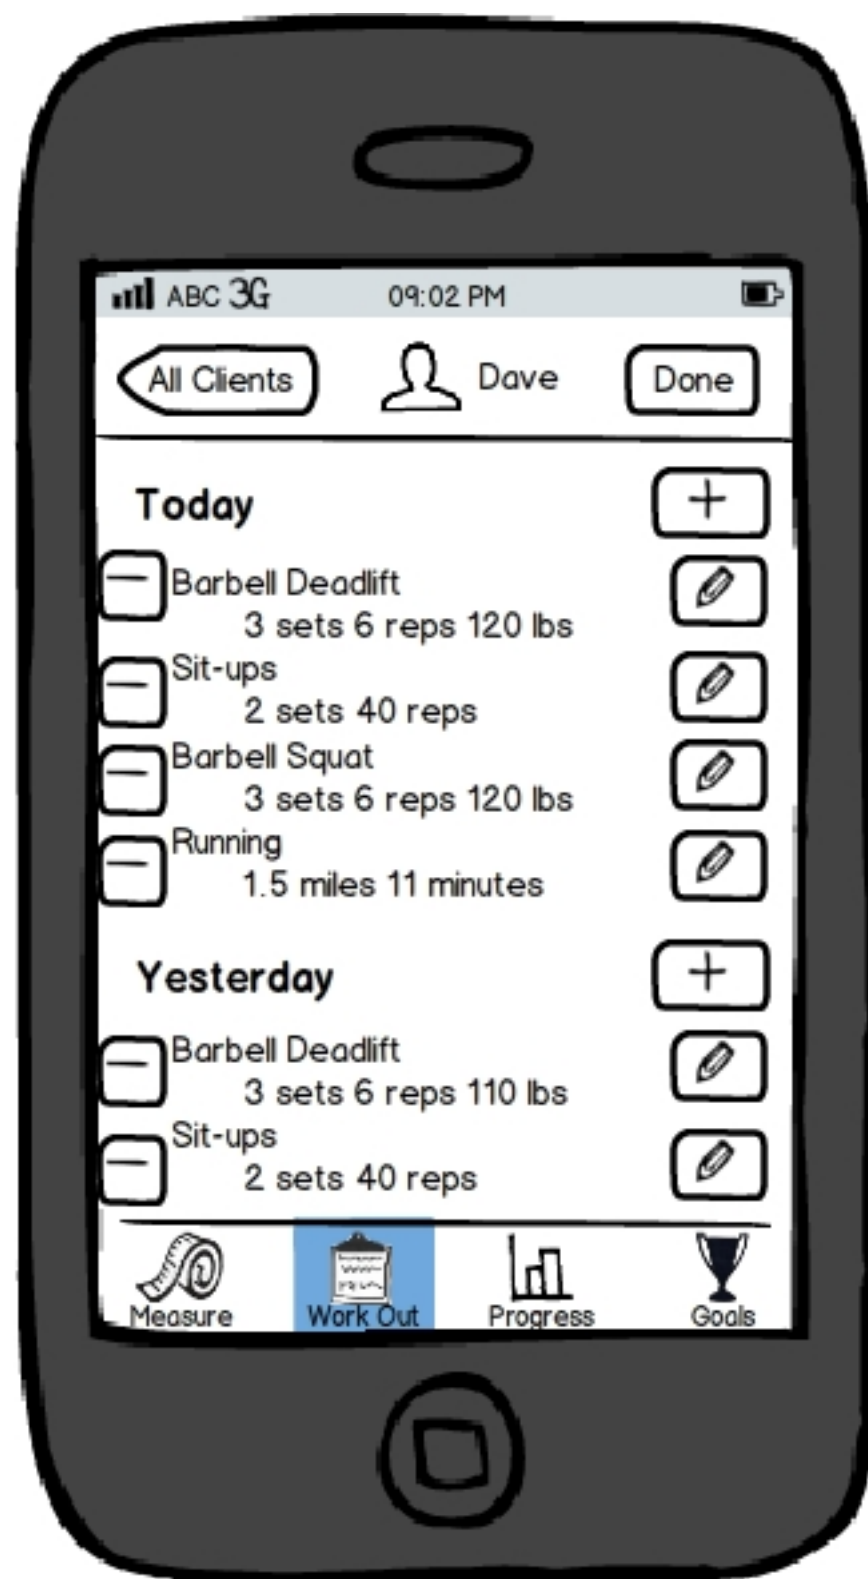 ABC 3G 09:02 PM
All Clients Dave Done
Today +
Barbell Deadlift
3 sets 6 reps 120 lbs
Sit-ups
2 sets 40 reps
Barbell Squat
3 sets 6 reps 120 lbs
Running
1.5 miles 11 minutes
Yesterday +
Barbell Deadlift
3 sets 6 reps 110 lbs
Sit-ups
2 sets 40 reps
Measure Work Out Progress Goals